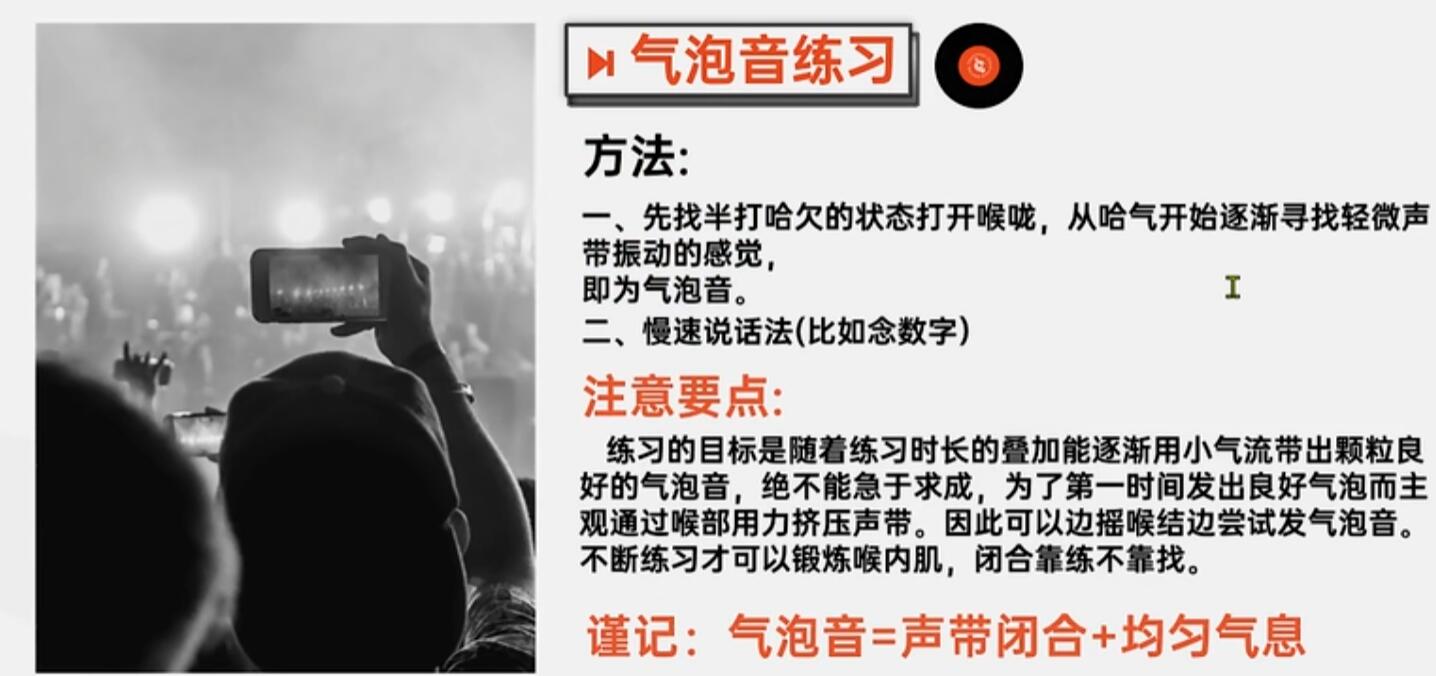 气泡音练习
方法:
一、先找半打哈欠的状态打开喉咙，从哈气开始逐渐寻找轻微声
带振动的感觉，
即为气泡音。
二、慢速说话法(比如念数字)
注意要点:
练习的目标是随着练习时长的叠加能逐渐用小气流带出颗粒良
好的气泡音，绝不能急于求成，为了第一时间发出良好气泡而主
观通过喉部用力挤压声带。因此可以边摇喉结边尝试发气泡音。
不断练习才可以锻炼喉内肌，闭合靠练不靠找。
谨记：气泡音=声带闭合+均匀气息